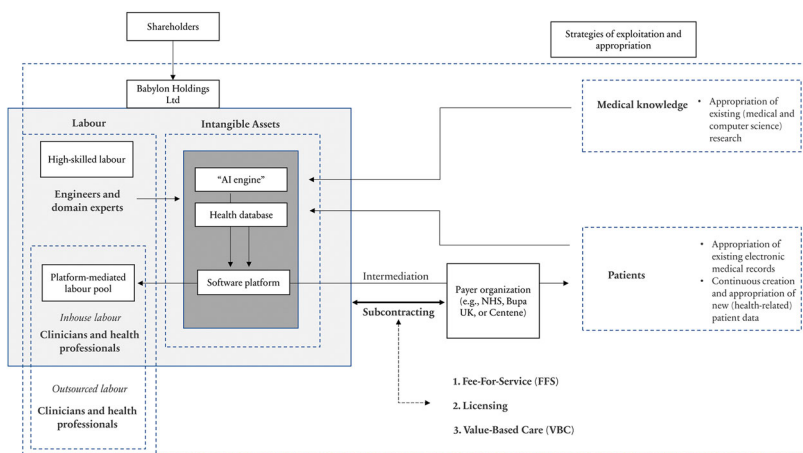 Shareholders
Strategies of exploitation and
appropriation
Babylon Holdings
Ltd
Labour
Intangible Assets
Medical knowledge
• Appropriation of
existing (medical and
computer science)
research
High-skilled labour
"AI engine"
Engineers and
domain experts
Health database
Patients
• Appropriation of
existing electronic
medical records
• Continuous creation
and appropriation of
new (health-related)
patient data
Platform-mediated
labour pool
Software platform
Intermediation
Payer organization
(e.g., NHS, Bupa
UK, or Centene)
Subcontracting
Inhouse labour
Clinicians and health
professionals
Outsourced labour
Clinicians and health
professionals
1. Fee-For-Service (FFS)
2. Licensing
3. Value-Based Care (VBC)